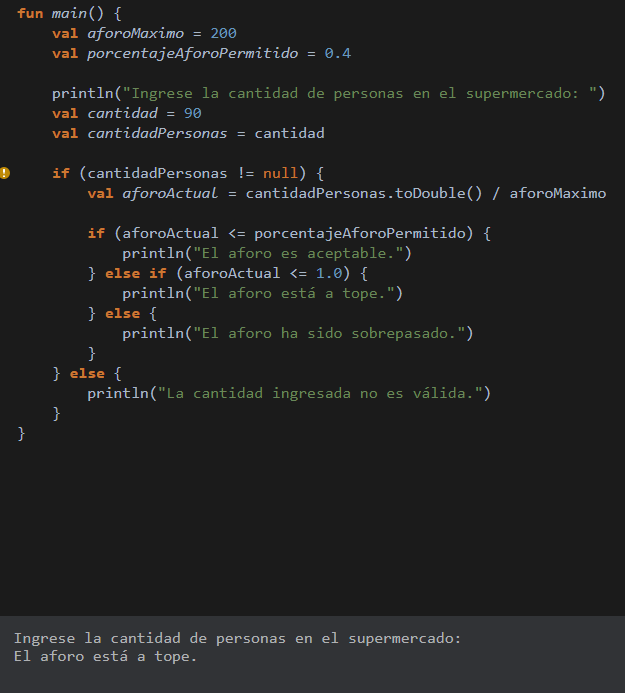 fun main() {
    val aforoMaximo = 200
    val porcentajeAforoPermitido = 0.4

    println("Ingrese la cantidad de personas en el supermercado: ")
    val cantidad = 90
    val cantidadPersonas = cantidad

    if (cantidadPersonas != null) {
        val aforoActual = cantidadPersonas.toDouble() / aforoMaximo

        if (aforoActual <= porcentajeAforoPermitido) {
            println("El aforo es aceptable.")
        } else if (aforoActual <= 1.0) {
            println("El aforo está a tope.")
        } else {
            println("El aforo ha sido sobrepasado.")
        }
    } else {
        println("La cantidad ingresada no es válida.")
    }
}
Ingrese la cantidad de personas en el supermercado:
El aforo está a tope.